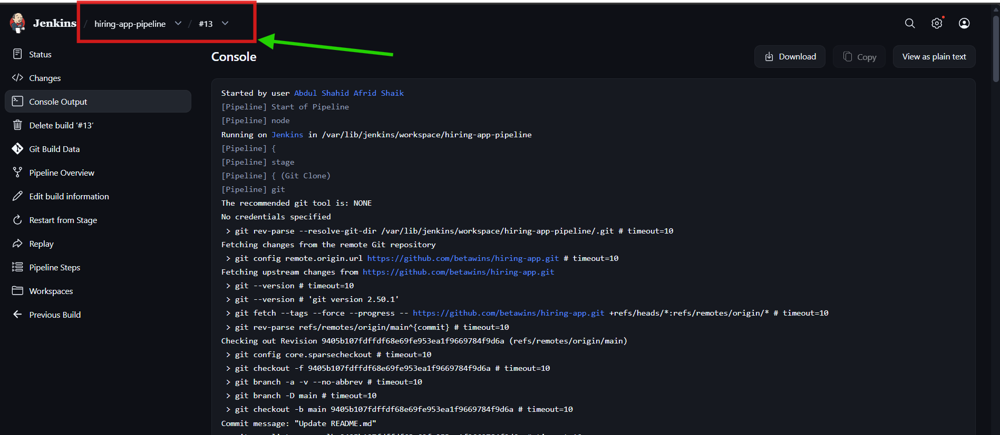 Jenkins / hiring-app-pipeline / #13
Status
Changes
Console Output
Delete build ‘#13’
Git Build Data
Pipeline Overview
Edit build information
Restart from Stage
Replay
Pipeline Steps
Workspaces
Previous Build
Console
Download
Copy
View as plain text
Started by user Abdul Shahid Afrid Shaik
[Pipeline] Start of Pipeline
[Pipeline] node
Running on Jenkins in /var/lib/jenkins/workspace/hiring-app-pipeline
[Pipeline] {
[Pipeline] stage
[Pipeline] { (Git Clone)
[Pipeline] git
The recommended git tool is: NONE
No credentials specified
> git rev-parse --resolve-git-dir /var/lib/jenkins/workspace/hiring-app-pipeline/.git # timeout=10
Fetching changes from the remote Git repository
> git config remote.origin.url https://github.com/betawins/hiring-app.git # timeout=10
Fetching upstream changes from https://github.com/betawins/hiring-app.git
> git --version # timeout=10
> git --version # 'git version 2.50.1'
> git fetch --tags --force --progress -- https://github.com/betawins/hiring-app.git +refs/heads/*:refs/remotes/origin/* # timeout=10
> git rev-parse refs/remotes/origin/main^{commit} # timeout=10
Checking out Revision 9405b107fdffdf68e69fe953ea1f9669784f9d6a (refs/remotes/origin/main)
> git config core.sparsecheckout # timeout=10
> git checkout -f 9405b107fdffdf68e69fe953ea1f9669784f9d6a # timeout=10
> git branch -a -v --no-abbrev # timeout=10
> git branch -D main # timeout=10
> git checkout -b main 9405b107fdffdf68e69fe953ea1f9669784f9d6a # timeout=10
Commit message: "Update README.md"